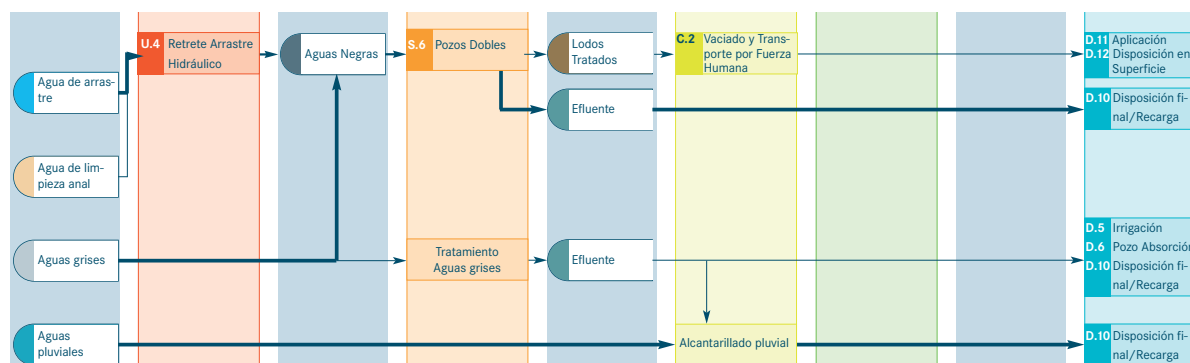 U.4 Retrete Arrastre
Hidráulico
Aguas Negras
S.6 Pozos Dobles
Lodos
Tratados
C.2 Vaciado y Trans-
porte por Fuerza
Humana
D.11 Aplicación
D.12 Disposición en
Superficie
Agua de arras-
tre
Efluente
D.10 Disposición fi-
nal/Recarga
Agua de lim-
pieza anal
Aguas grises
Tratamiento
Aguas grises
Efluente
D.5 Irrigación
D.6 Pozo Absorción
D.10 Disposición fi-
nal/Recarga
Aguas
pluviales
Alcantarillado pluvial
D.10 Disposición fi-
nal/Recarga